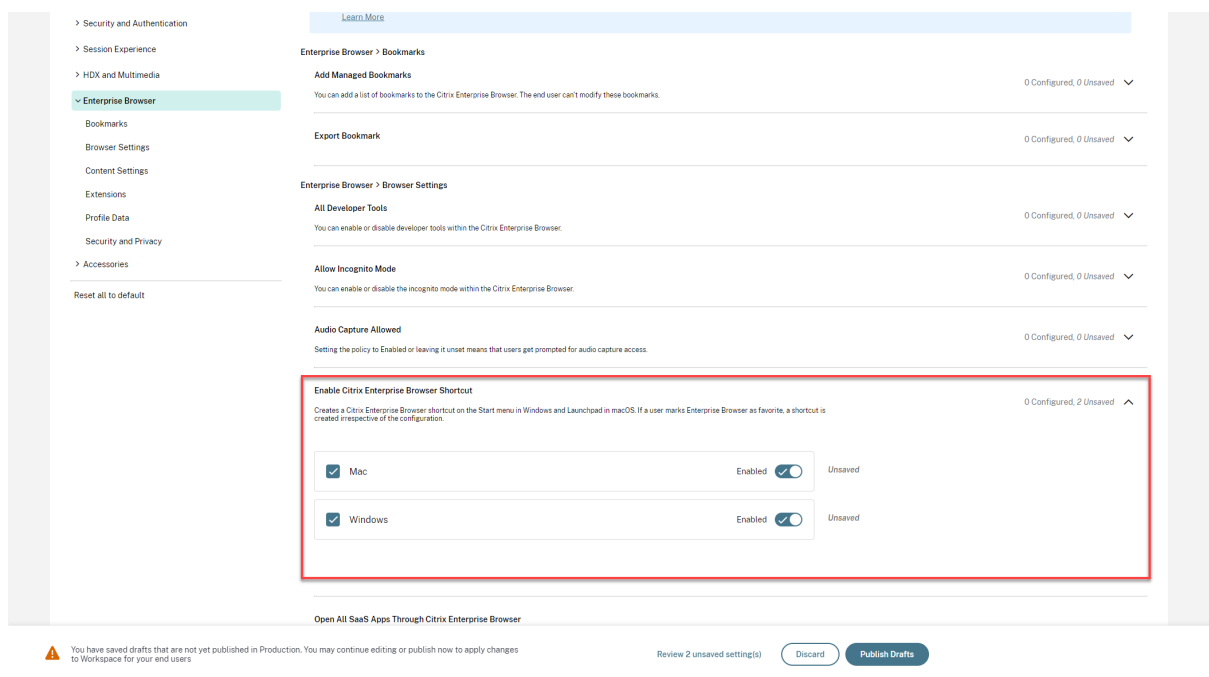 Security and Authentication
Session Experience
HDX and Multimedia
Enterprise Browser
Bookmarks
Browser Settings
Content Settings
Extensions
Profile Data
Security and Privacy
Accessories
Reset all to default
Learn More
Enterprise Browser > Bookmarks
Add Managed Bookmarks
You can add a list of bookmarks to the Citrix Enterprise Browser. The end user can't modify these bookmarks.
0 Configured, 0 Unsaved
Export Bookmark
0 Configured, 0 Unsaved
Enterprise Browser > Browser Settings
All Developer Tools
You can enable or disable developer tools within the Citrix Enterprise Browser.
0 Configured, 0 Unsaved
Allow Incognito Mode
You can enable or disable the incognito mode within the Citrix Enterprise Browser.
0 Configured, 0 Unsaved
Audio Capture Allowed
Setting the policy to Enabled or leaving it unset means that users get prompted for audio capture access.
0 Configured, 0 Unsaved
Enable Citrix Enterprise Browser Shortcut
Creates a Citrix Enterprise Browser shortcut on the Start menu in Windows and Launchpad in macOS. If a user marks Enterprise Browser as favorite, a shortcut is
created irrespective of the configuration.
0 Configured, 2 Unsaved
Mac Enabled Unsaved
Windows Enabled Unsaved
Open All SaaS Apps Through Citrix Enterprise Browser
You have saved drafts that are not yet published in Production. You may continue editing or publish now to apply changes
to Workspace for your end users
Review 2 unsaved setting(s)
Discard
Publish Drafts